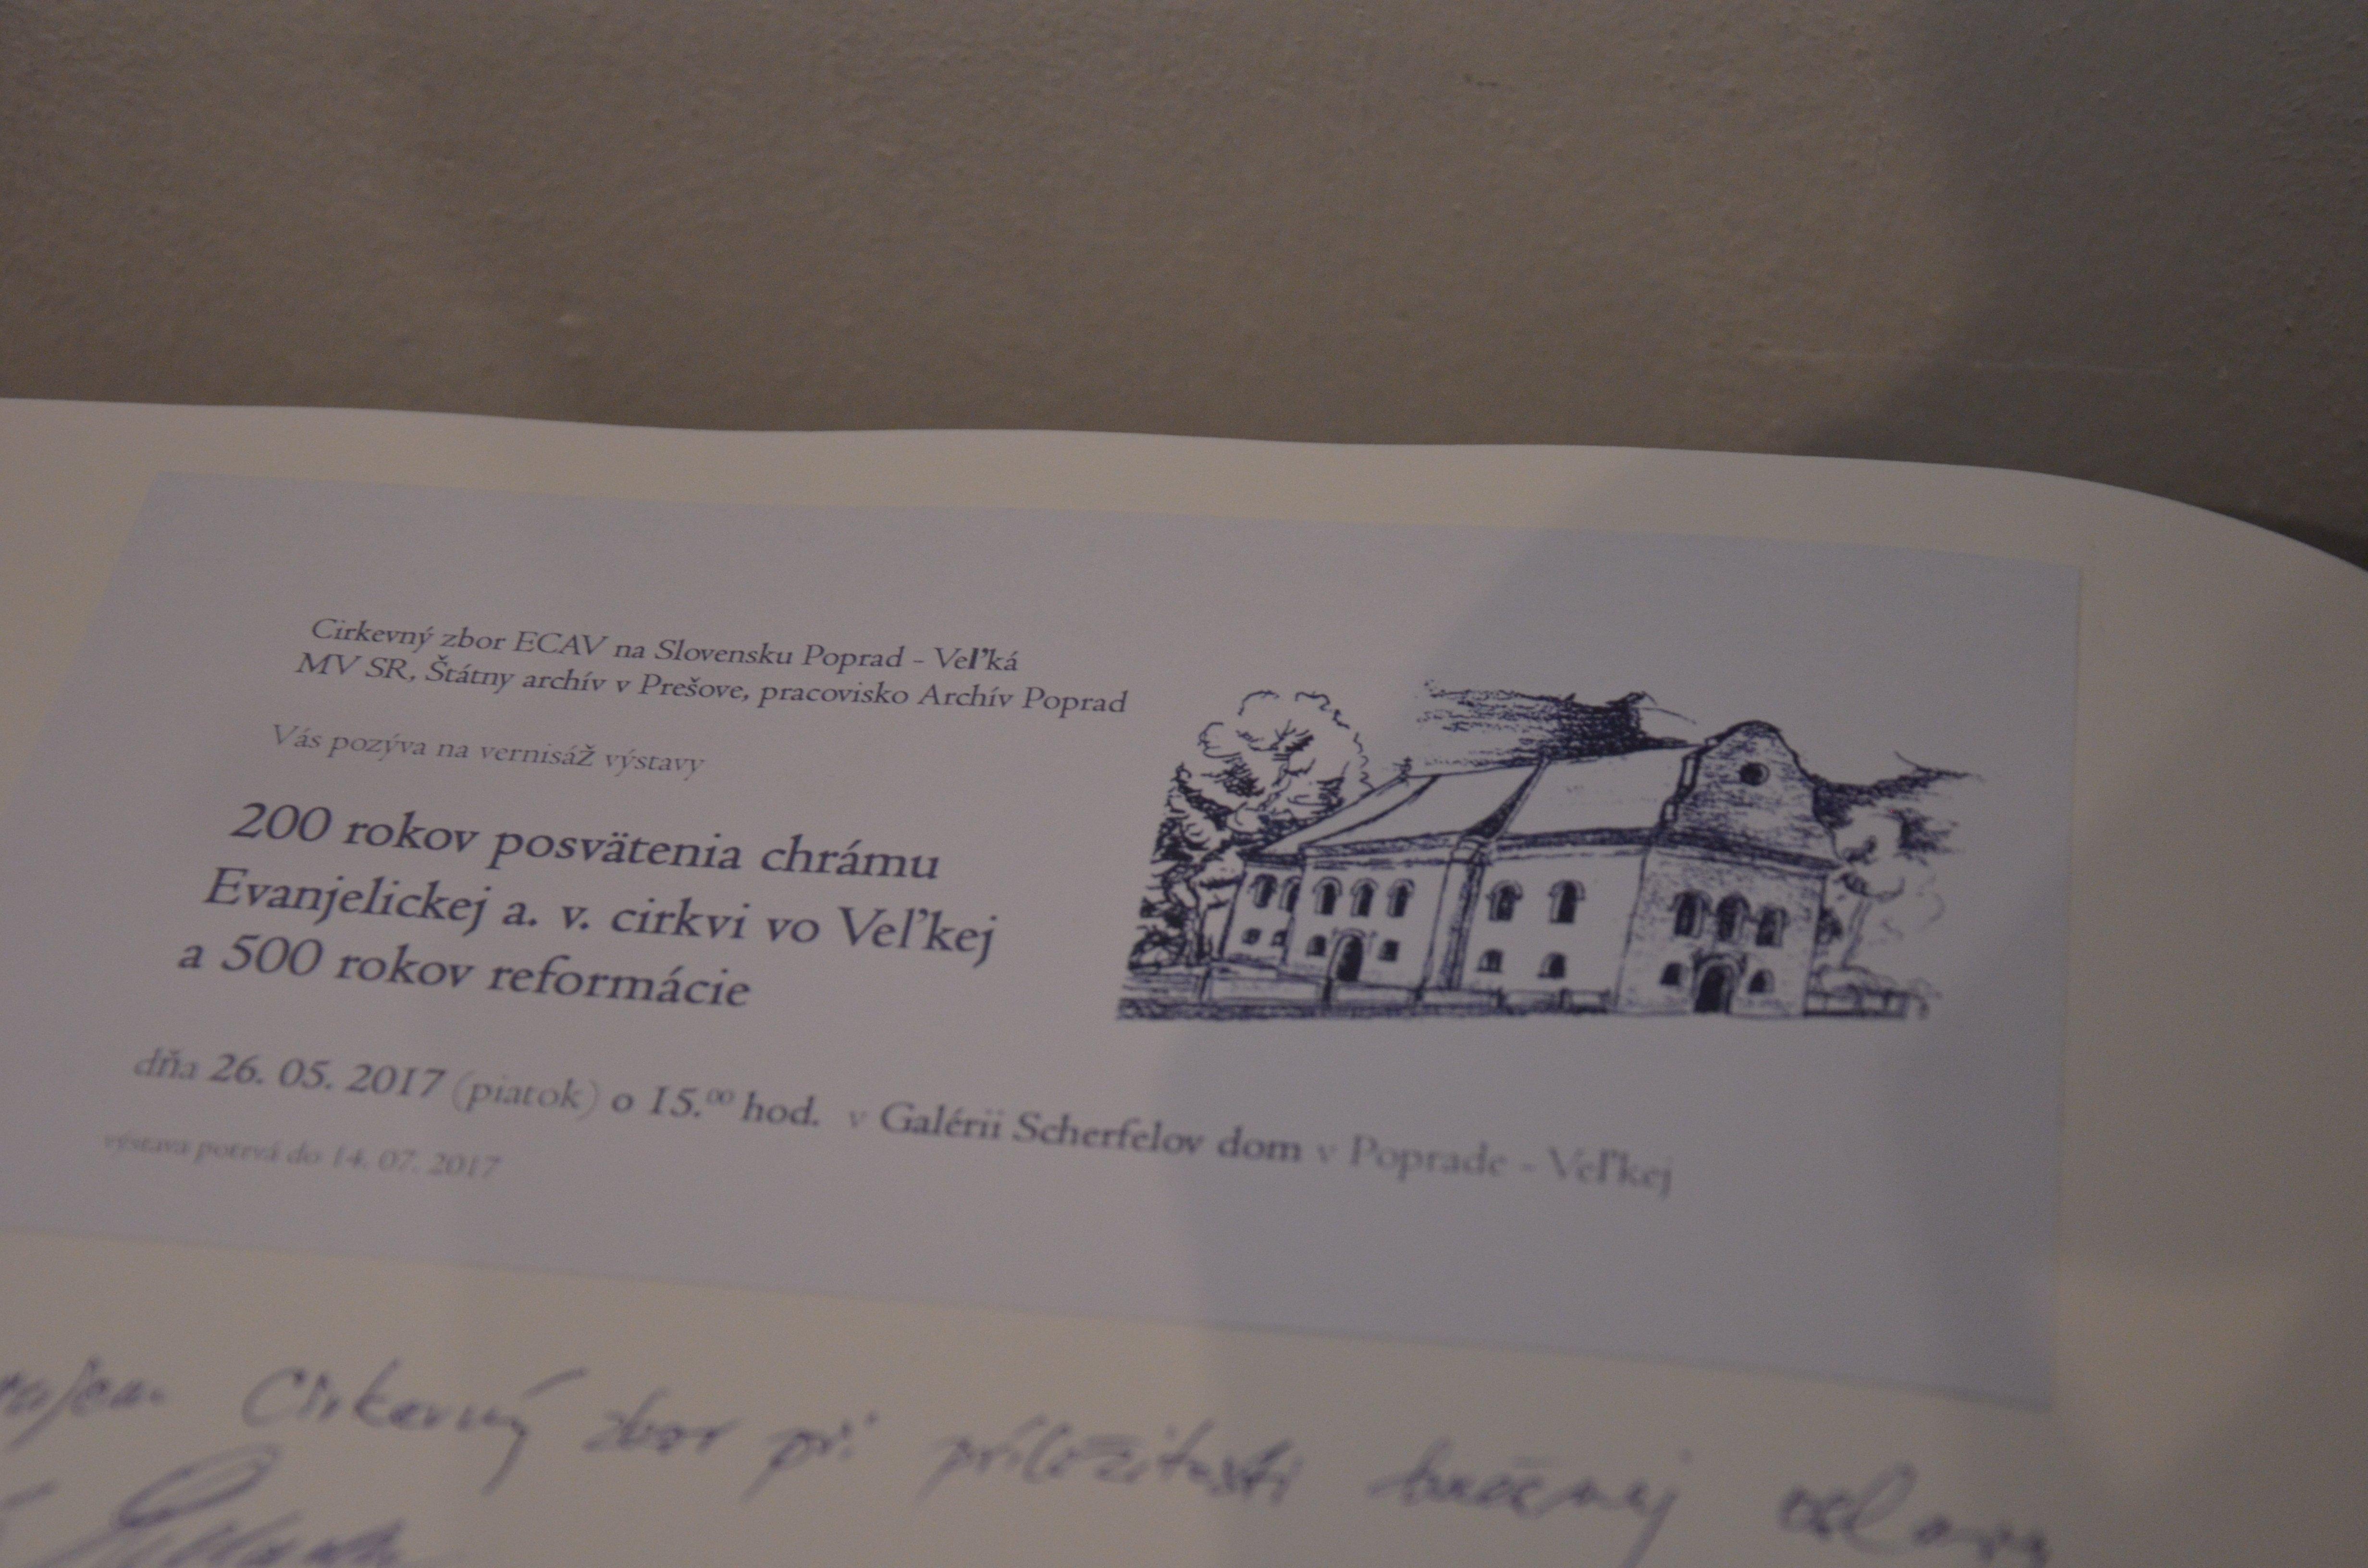 Cirkevný zbor ECAV na Slovensku Poprad - Veľká
MV SR, Štátny archív v Prešove, pracovisko Archív Poprad
Vás pozýva na vernisáž výstavy
200 rokov posvätenia chrámu
Evanjelickej a. v. cirkvi vo Veľkej
a 500 rokov reformácie
dňa 26. 05. 2017 (piatok) o 15.⁰⁰ hod. v Galérii Scherfelov dom v Poprade - Veľkej
výstava potrvá do 14. 07. 2017
Cirkevný zbor pri príležitosti